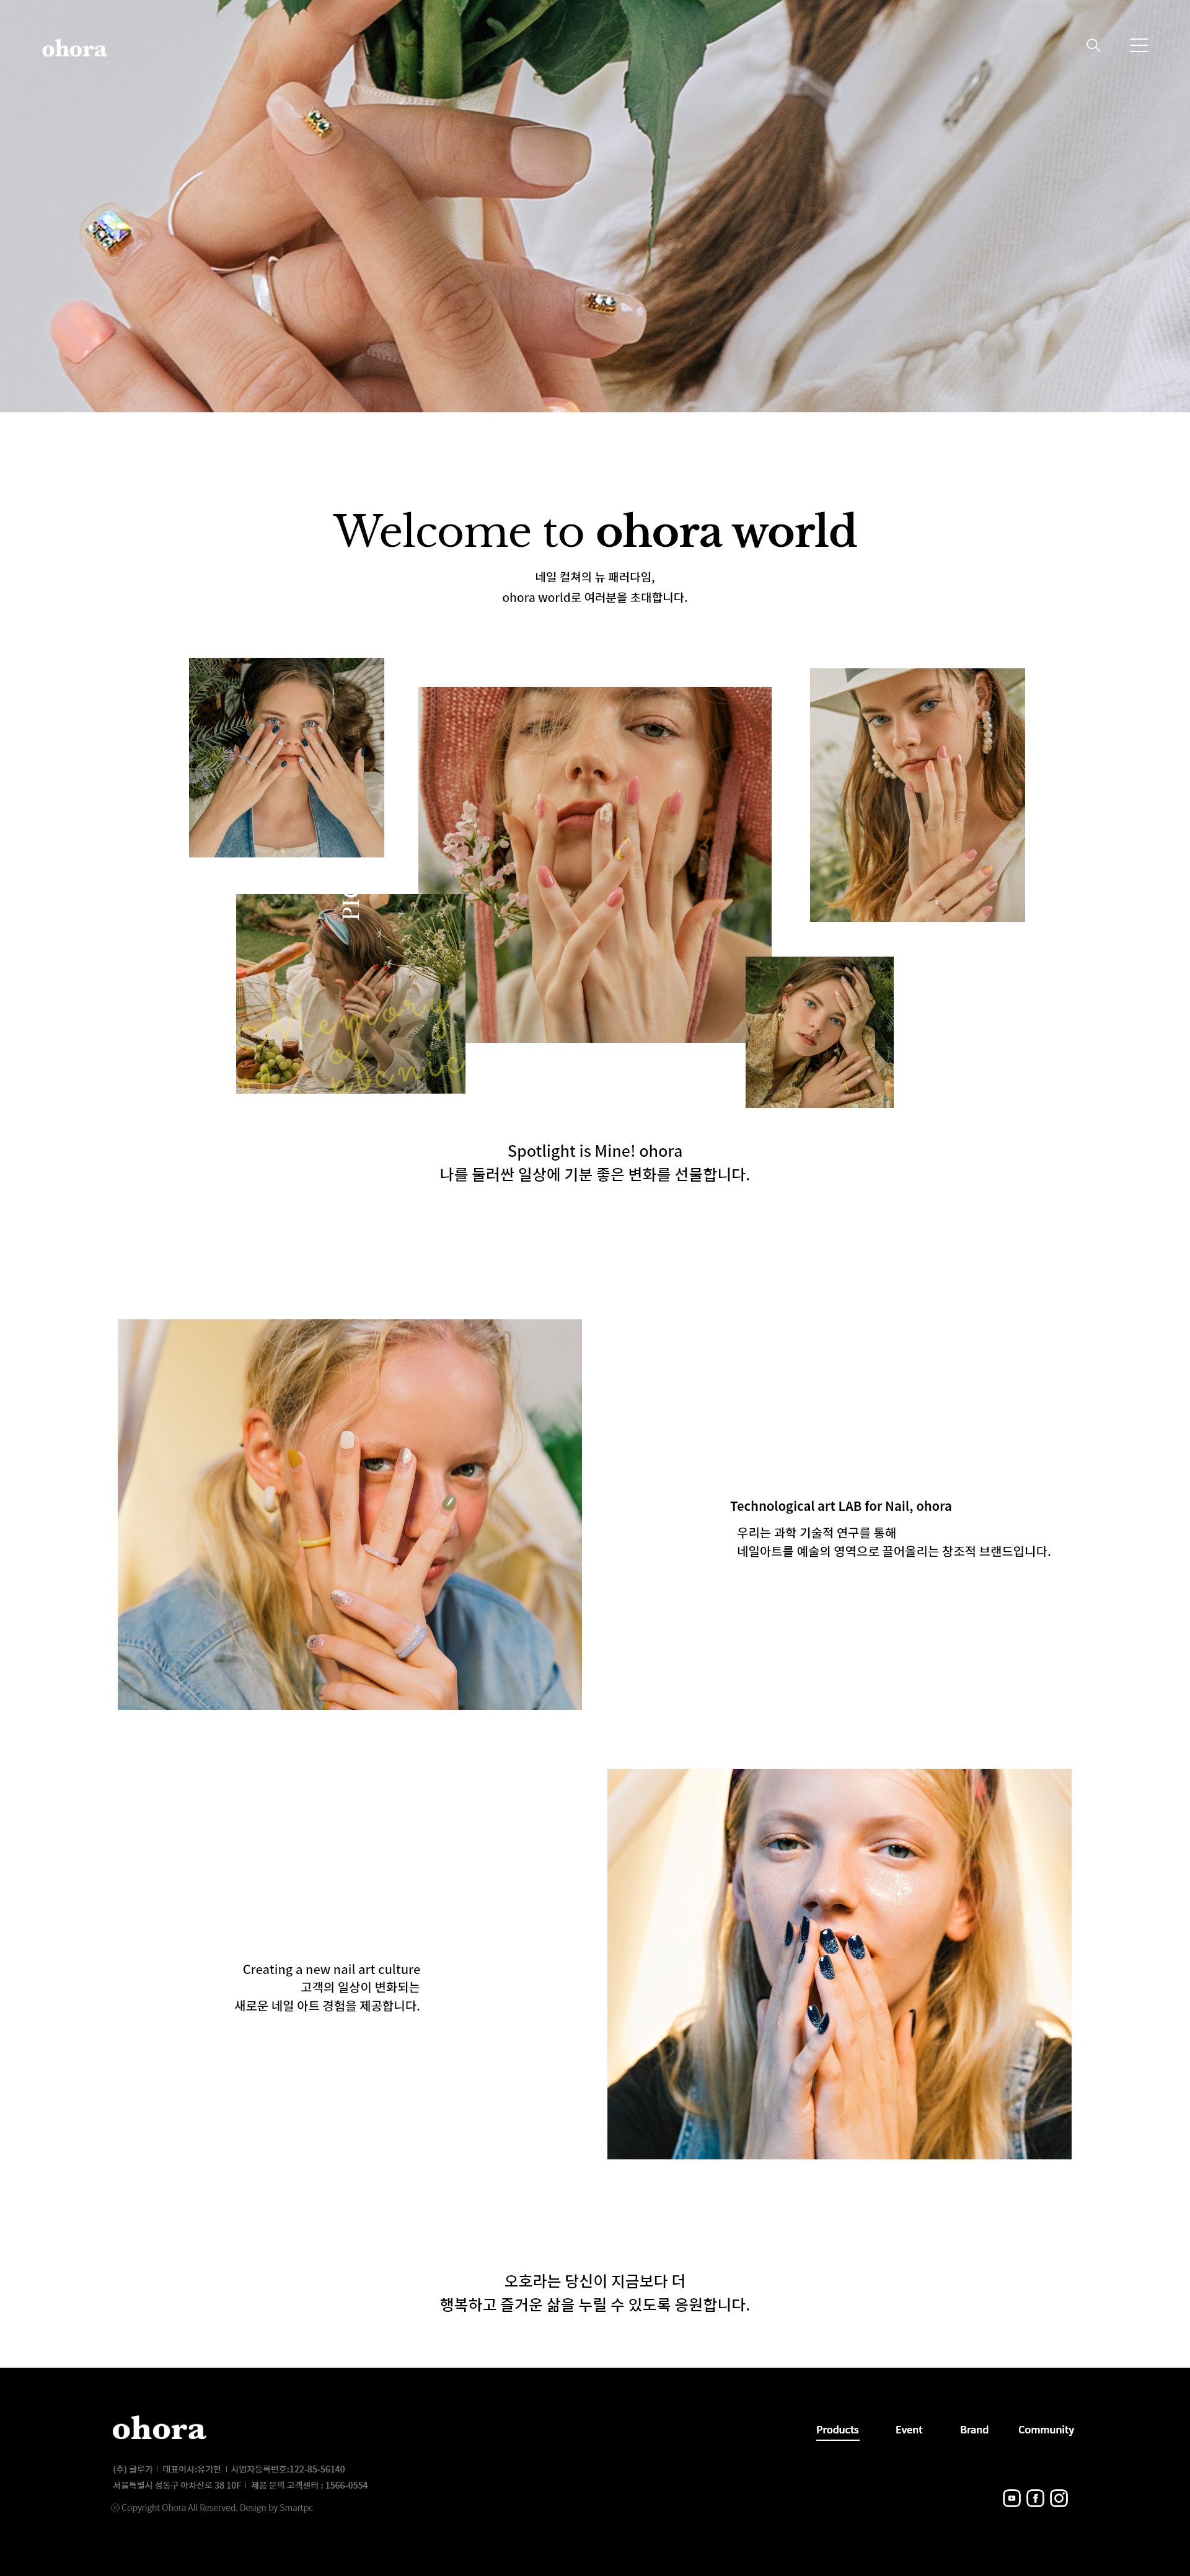 ohora
Welcome to ohora world
네일 컬쳐의 뉴 패러다임,
ohora world로 여러분을 초대합니다.
PIC
Memory
of
picnic
Spotlight is Mine! ohora
나를 둘러싼 일상에 기분 좋은 변화를 선물합니다.
Technological art LAB for Nail, ohora
우리는 과학 기술적 연구를 통해
네일아트를 예술의 영역으로 끌어올리는 창조적 브랜드입니다.
Creating a new nail art culture
고객의 일상이 변화되는
새로운 네일 아트 경험을 제공합니다.
오호라는 당신이 지금보다 더
행복하고 즐거운 삶을 누릴 수 있도록 응원합니다.
ohora
Products Event Brand Community
(주) 글루가 | 대표이사:유기현 | 사업자등록번호:122-85-56140
서울특별시 성동구 아차산로 38 10F | 제품 문의 고객센터 : 1566-0554
ⓒ Copyright Ohora All Reserved. Design by Smartpc